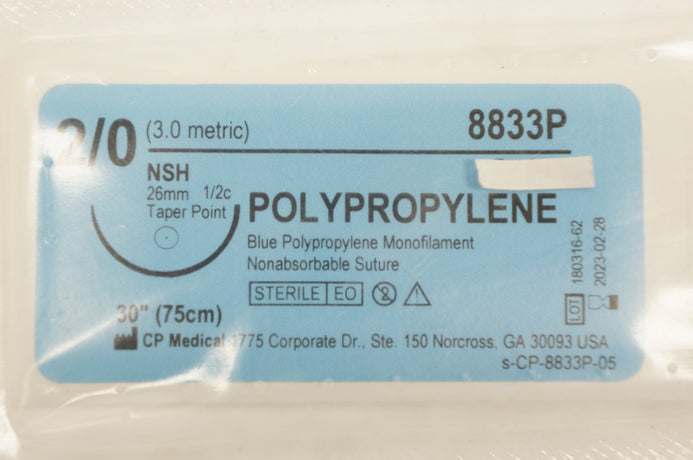 2/0 (3.0 metric) 8833P
NSH
26mm 1/2c
Taper Point
POLYPROPYLENE
Blue Polypropylene Monofilament
Nonabsorbable Suture
STERILE EO 2
30" (75cm)
CP Medical 1775 Corporate Dr., Ste. 150 Norcross, GA 30093 USA
s-CP-8833P-05
LOT 180316-62
2023-02-28